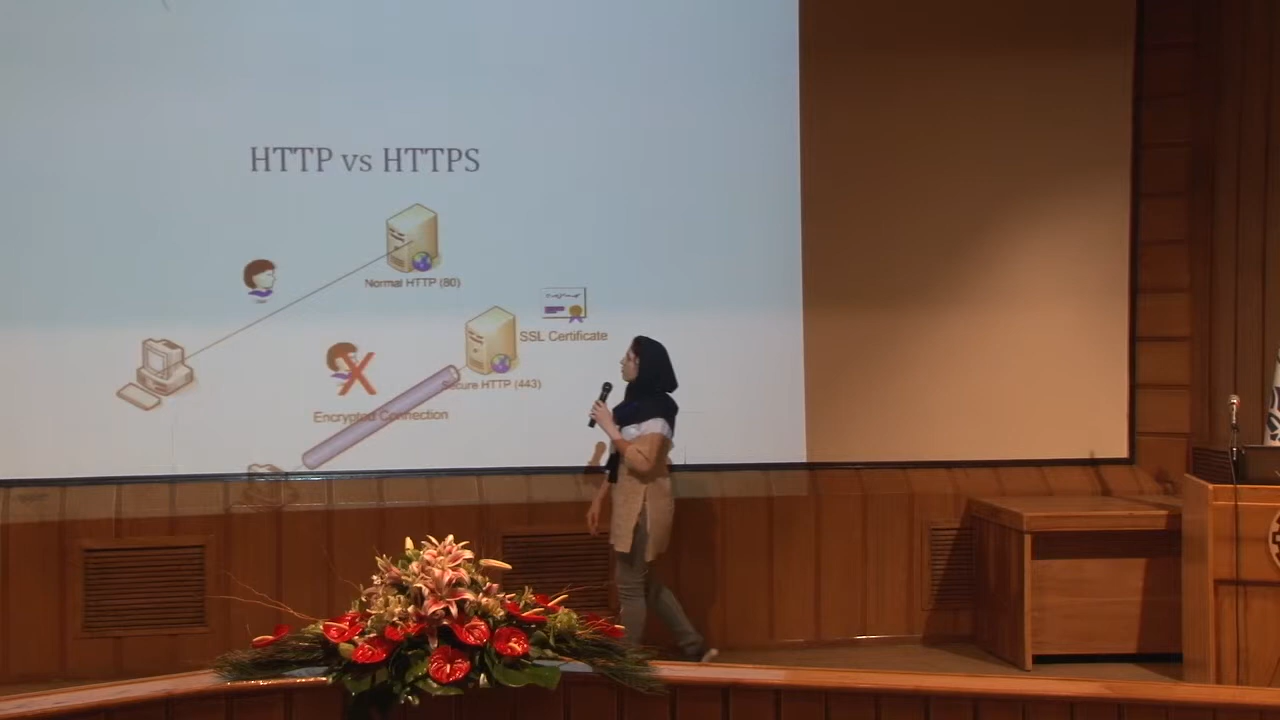 HTTP vs HTTPS
Normal HTTP (80)
SSL Certificate
Secure HTTP (443)
Encrypted Connection